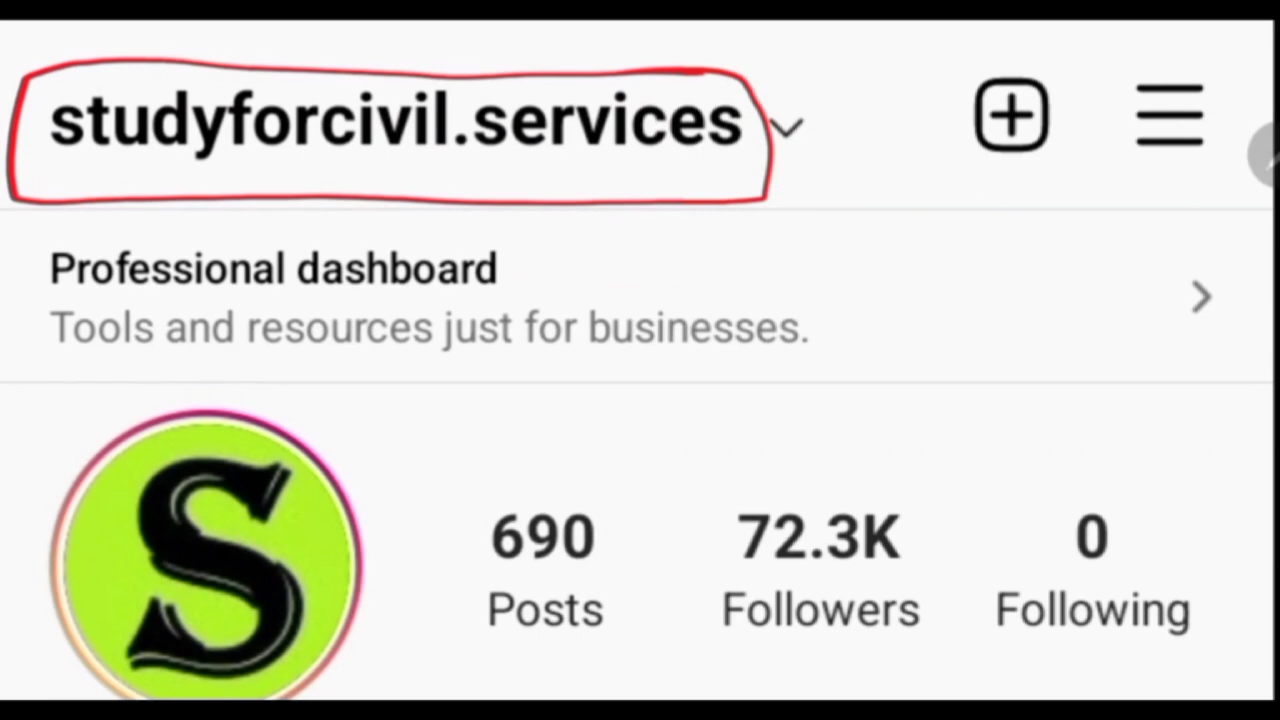 studyforcivil.services
Professional dashboard
Tools and resources just for businesses.
S
690 72.3K 0
Posts Followers Following